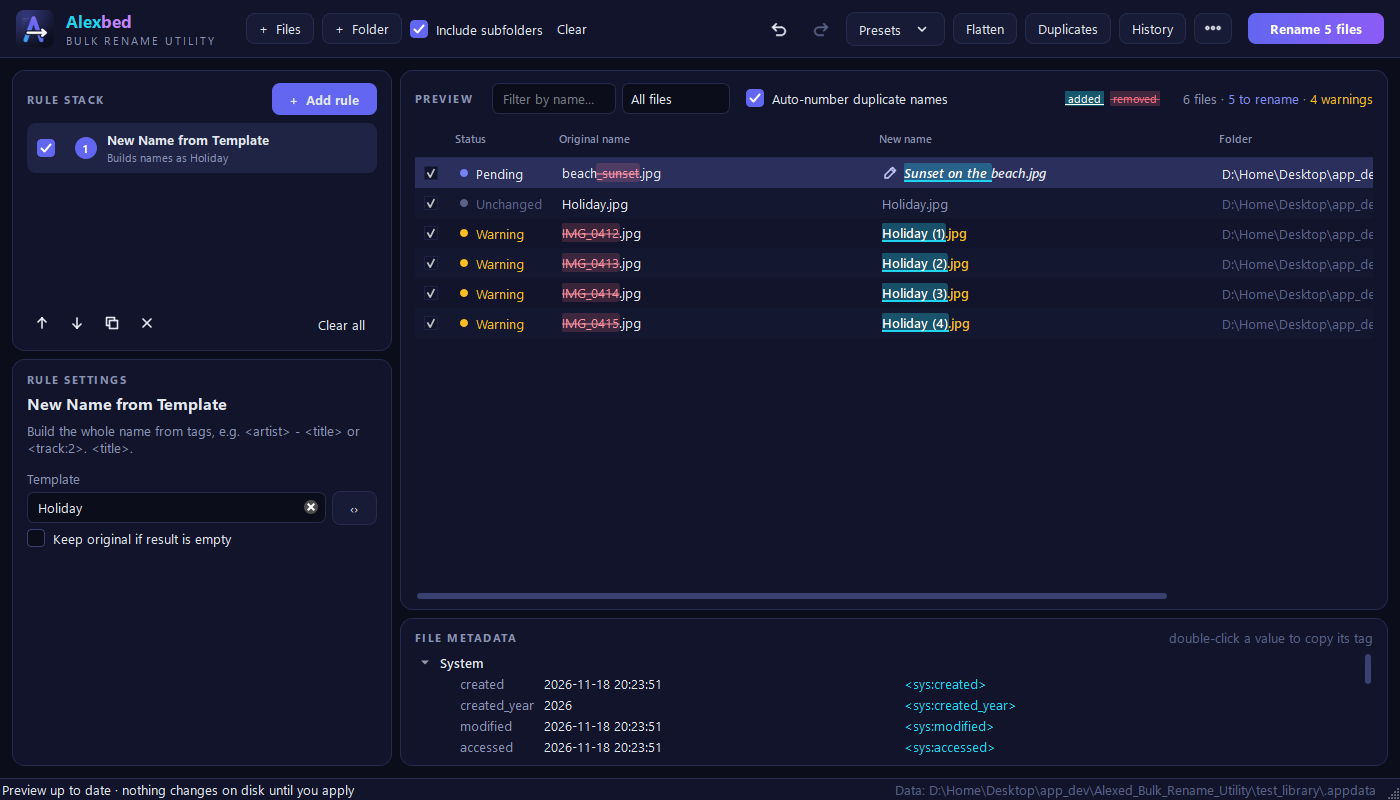 Alexbed
BULK RENAME UTILITY
+ Files
+ Folder
Include subfolders
Clear
Presets
Flatten
Duplicates
History
•••
Rename 5 files
RULE STACK
+ Add rule
1
New Name from Template
Builds names as Holiday
Clear all
RULE SETTINGS
New Name from Template
Build the whole name from tags, e.g. <artist> - <title> or
<track:2>. <title>.
Template
Holiday
‹›
Keep original if result is empty
PREVIEW
Filter by name...
All files
Auto-number duplicate names
added removed
6 files · 5 to rename · 4 warnings
Status Original name New name Folder
Pending beach_sunset.jpg Sunset on the beach.jpg D:\Home\Desktop\app_de
Unchanged Holiday.jpg Holiday.jpg D:\Home\Desktop\app_de
Warning IMG_0412.jpg Holiday (1).jpg D:\Home\Desktop\app_de
Warning IMG_0413.jpg Holiday (2).jpg D:\Home\Desktop\app_de
Warning IMG_0414.jpg Holiday (3).jpg D:\Home\Desktop\app_de
Warning IMG_0415.jpg Holiday (4).jpg D:\Home\Desktop\app_de
FILE METADATA
double-click a value to copy its tag
System
created 2026-11-18 20:23:51 <sys:created>
created_year 2026 <sys:created_year>
modified 2026-11-18 20:23:51 <sys:modified>
accessed 2026-11-18 20:23:51 <sys:accessed>
Preview up to date · nothing changes on disk until you apply
Data: D:\Home\Desktop\app_dev\Alexed_Bulk_Rename_Utility\test_library\.appdata